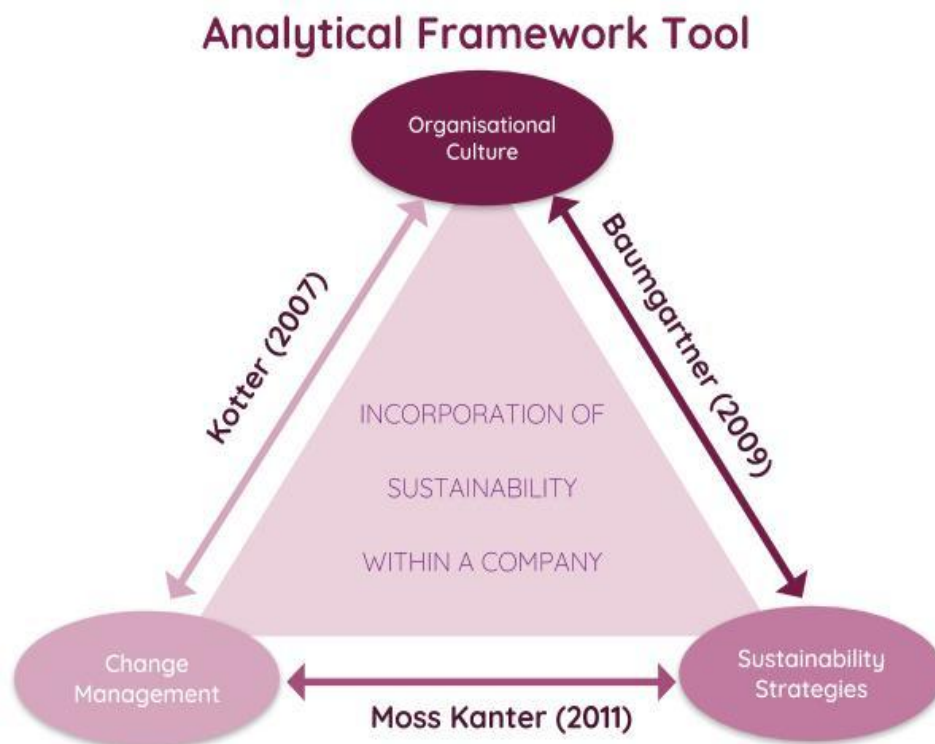 Analytical Framework Tool
Organisational
Culture
Kotter (2007)
Baumgartner (2009)
INCORPORATION OF
SUSTAINABILITY
WITHIN A COMPANY
Change
Management
Sustainability
Strategies
Moss Kanter (2011)